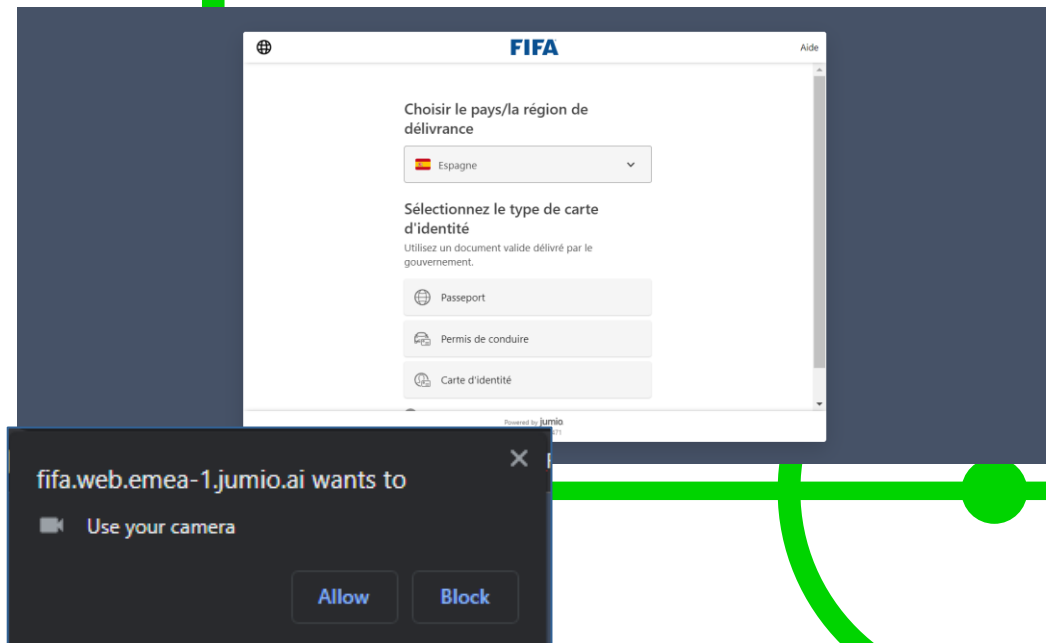 FIFA
Aide
Choisir le pays/la région de
délivrance
Espagne
Sélectionnez le type de carte
d'identité
Utilisez un document valide délivré par le
gouvernement.
Passeport
Permis de conduire
Carte d'identité
Powered by jumio
fifa.web.emea-1.jumio.ai wants to
Use your camera
Allow
Block